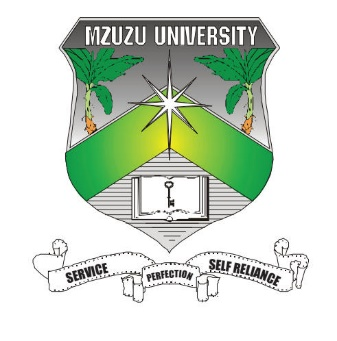 MZUZU UNIVERSITY
SERVICE
PERFECTION
SELF RELIANCE